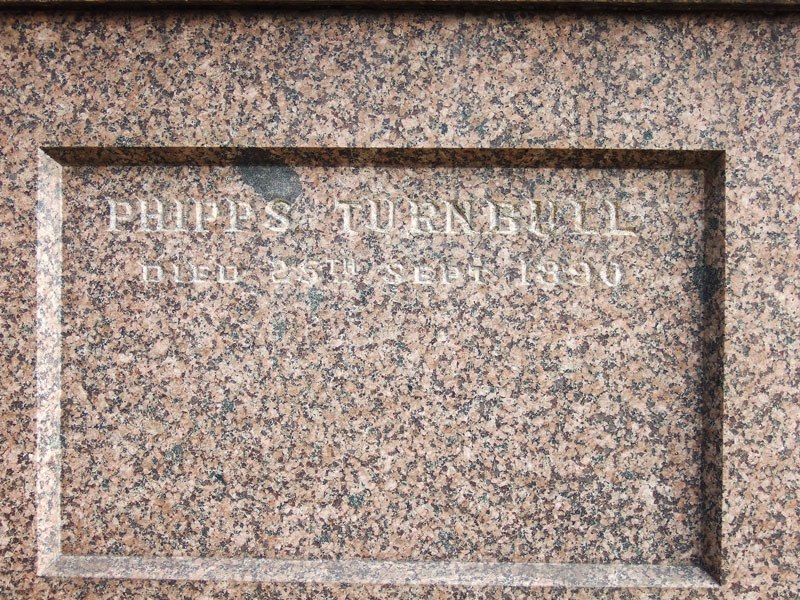 PHIPPS TURNBULL
DIED 25TH SEPT 1890